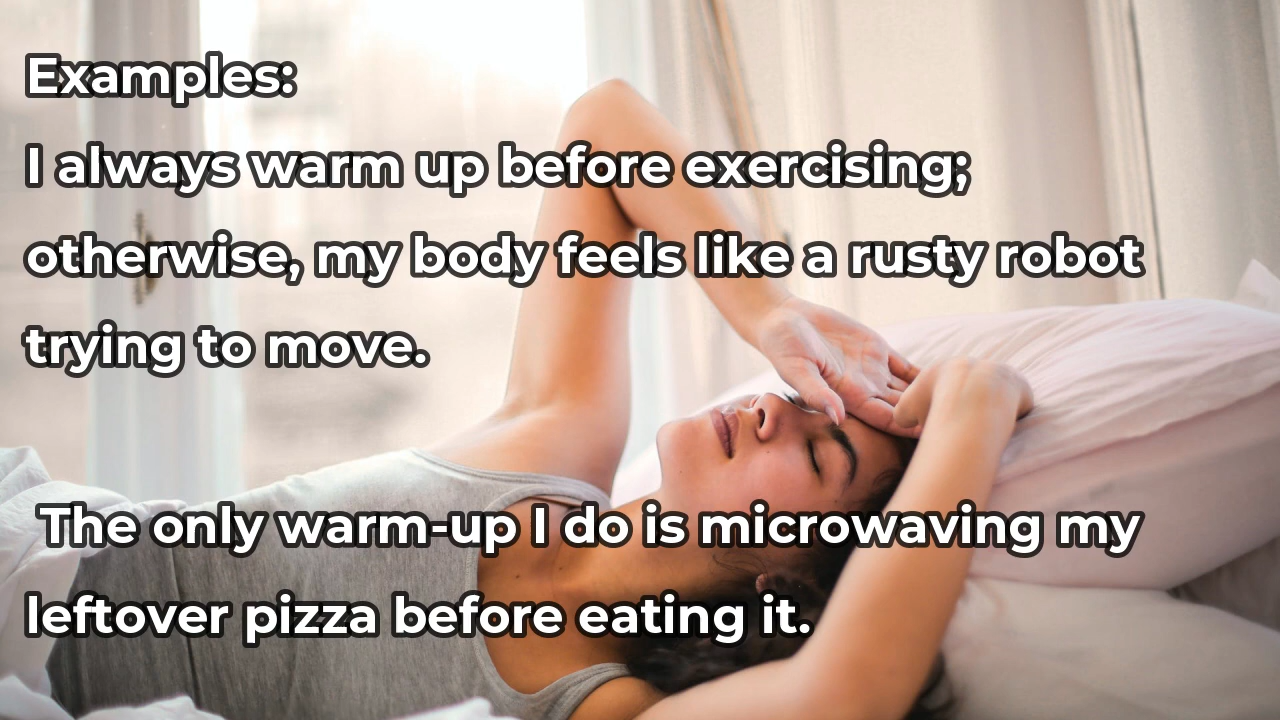 Examples:
I always warm up before exercising;
otherwise, my body feels like a rusty robot
trying to move.
The only warm-up I do is microwaving my
leftover pizza before eating it.